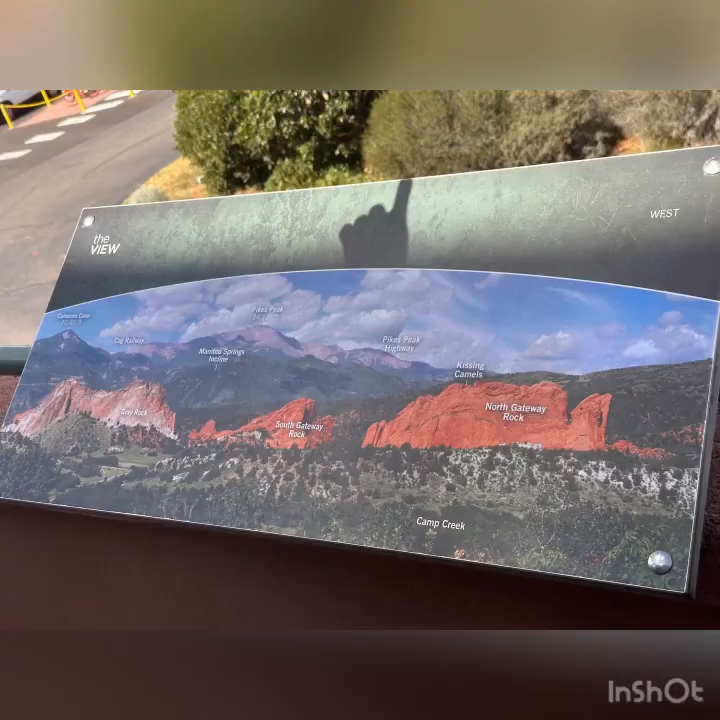 the
VIEW
WEST
Cameron Cone
Pikes Peak
Cog Railway
Manitou Springs
Incline
Pikes Peak
Highway
Kissing
Camels
Gray Rock
South Gateway
Rock
North Gateway
Rock
Camp Creek
InShOt